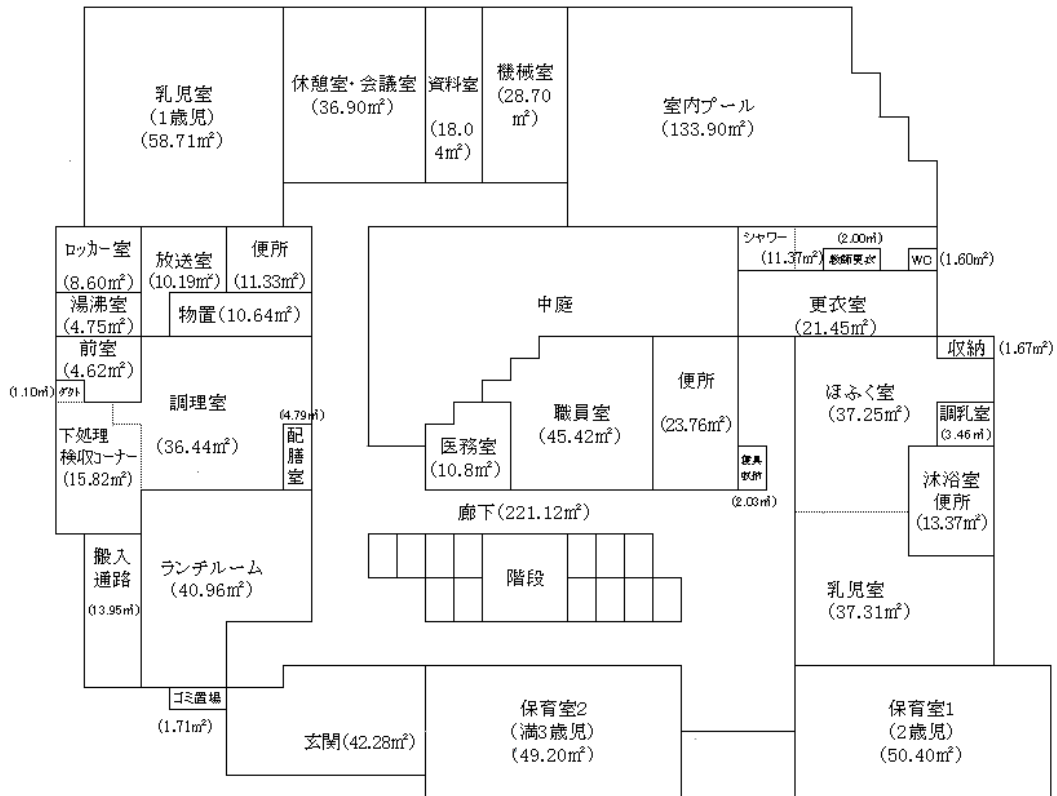 乳児室
(1歳児)
(58.71㎡)
休憩室・会議室
(36.90㎡)
資料室
(18.0
4㎡)
機械室
(28.70
㎡)
室内プール
(133.90㎡)
ロッカー室
(8.60㎡)
放送室
(10.19㎡)
便所
(11.33㎡)
湯沸室
(4.75㎡)
物置(10.64㎡)
中庭
シャワー
(11.37㎡)
(2.00㎡)
教師更衣
WC
(1.60㎡)
更衣室
(21.45㎡)
前室
(4.62㎡)
(1.10㎡)
ダクト
調理室
(36.44㎡)
(4.79㎡)
配
膳
室
下処理
検収コーナー
(15.82㎡)
医務室
(10.8㎡)
職員室
(45.42㎡)
便所
(23.76㎡)
寝具
収納
(2.03㎡)
収納
(1.67㎡)
ほふく室
(37.25㎡)
調乳室
(3.46㎡)
沐浴室
便所
(13.37㎡)
廊下(221.12㎡)
搬入
通路
(13.95㎡)
ランチルーム
(40.96㎡)
階段
乳児室
(37.31㎡)
ゴミ置場
(1.71㎡)
玄関(42.28㎡)
保育室2
(満3歳児)
(49.20㎡)
保育室1
(2歳児)
(50.40㎡)